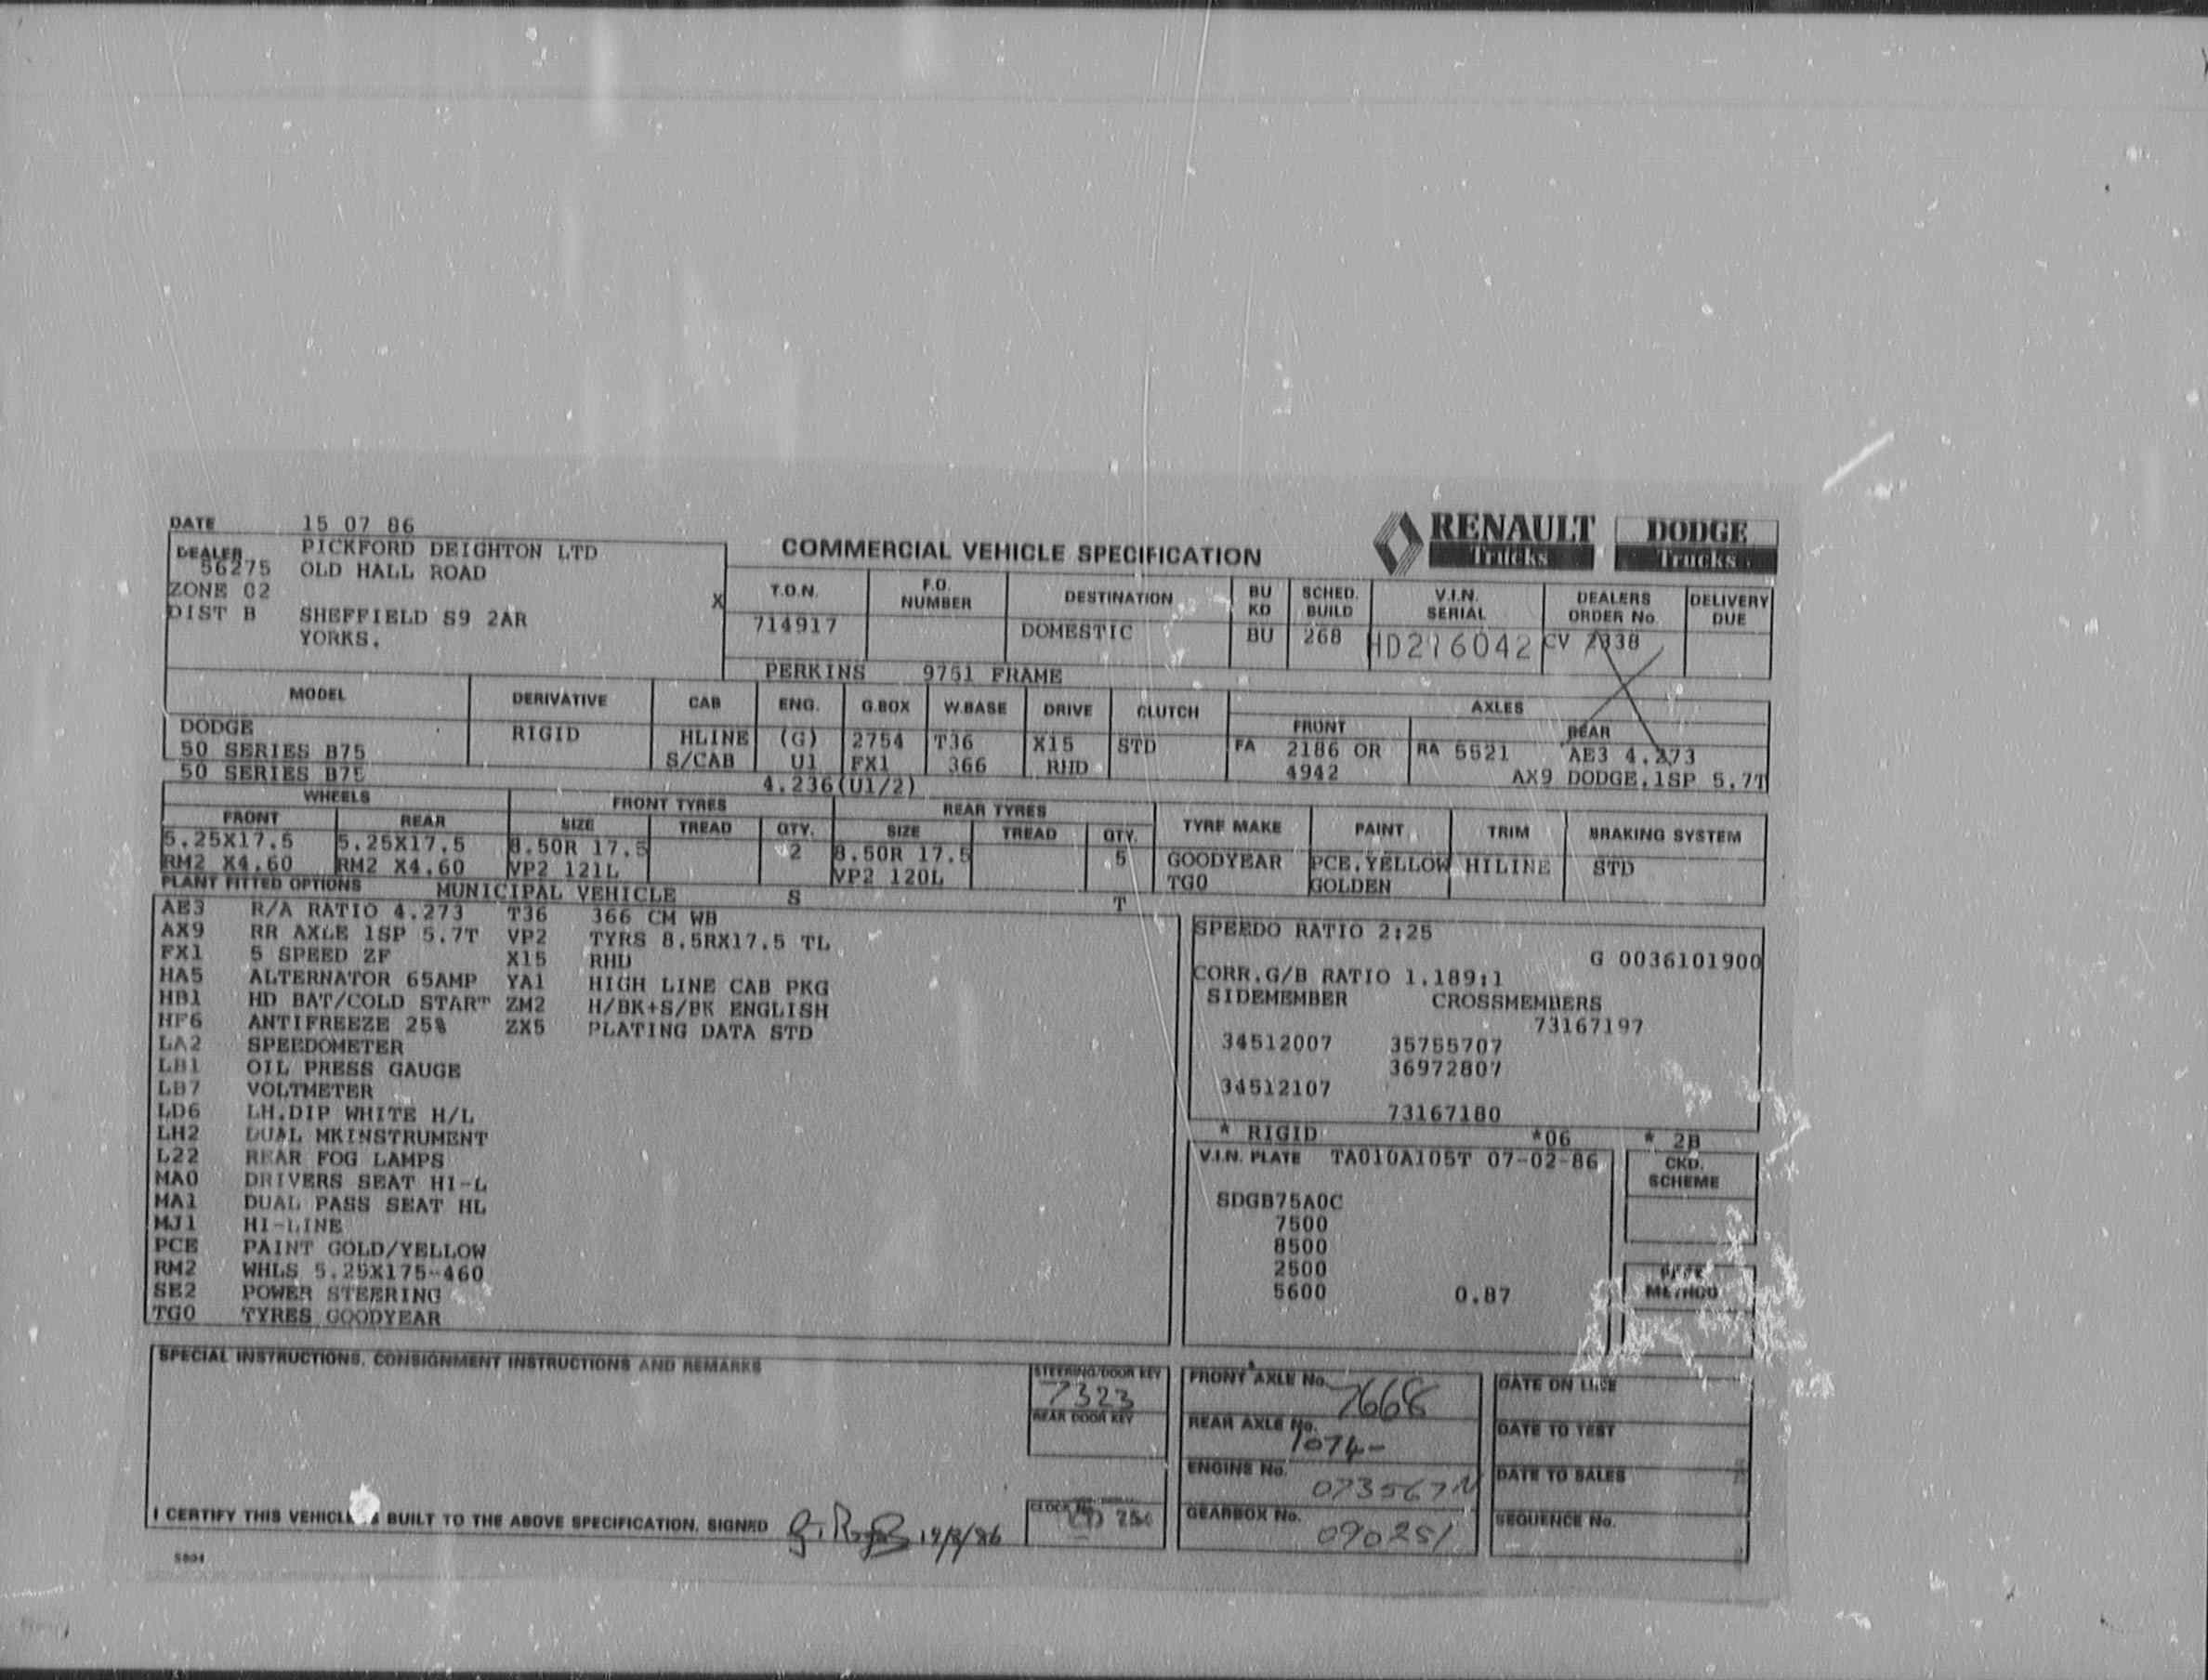 DATE 15 07 86
RENAULT Trucks DODGE Trucks
DEALER PICKFORD DEIGHTON LTD
56275 OLD HALL ROAD
ZONE 02
DIST B SHEFFIELD S9 2AR
YORKS.
X
COMMERCIAL VEHICLE SPECIFICATION
T.O.N. F.O. NUMBER DESTINATION BU KD SCHED. BUILD V.I.N. SERIAL DEALERS ORDER No. DELIVERY DUE
714917 DOMESTIC BU 268 HD216042 CV 2338
PERKINS 9751 FRAME
MODEL DERIVATIVE CAB ENG. G.BOX W.BASE DRIVE CLUTCH AXLES
FRONT REAR
DODGE RIGID HLINE (G) 2754 T36 X15 STD FA 2186 OR RA 5521 AE3 4.273
50 SERIES B75 S/CAB U1 FX1 366 RHD 4942 AX9 DODGE,1SP 5.7T
50 SERIES B75 4.236(U1/2)
WHEELS FRONT TYRES REAR TYRES TYRE MAKE PAINT TRIM BRAKING SYSTEM
FRONT REAR SIZE TREAD QTY. SIZE TREAD QTY.
5.25X17.5 5.25X17.5 8.50R 17.5 2 8.50R 17.5 5 GOODYEAR PCE,YELLOW HILINE STD
RM2 X4.60 RM2 X4.60 VP2 121L VP2 120L TG0 GOLDEN
PLANT FITTED OPTIONS MUNICIPAL VEHICLE S T
AE3 R/A RATIO 4.273 T36 366 CM WB
AX9 RR AXLE 1SP 5.7T VP2 TYRS 8.5RX17.5 TL
FX1 5 SPEED ZF X15 RHD
HA5 ALTERNATOR 65AMP YA1 HIGH LINE CAB PKG
HB1 HD BAT/COLD START ZM2 H/BK+S/BK ENGLISH
HF6 ANTIFREEZE 25% ZX5 PLATING DATA STD
LA2 SPEEDOMETER
LB1 OIL PRESS GAUGE
LB7 VOLTMETER
LD6 LH.DIP WHITE H/L
LH2 DUAL MKINSTRUMENT
L22 REAR FOG LAMPS
MA0 DRIVERS SEAT HI-L
MA1 DUAL PASS SEAT HL
MJ1 HI-LINE
PCE PAINT GOLD/YELLOW
RM2 WHLS 5.25X175-460
SE2 POWER STEERING
TG0 TYRES GOODYEAR
SPEEDO RATIO 2:25
G 0036101900
CORR.G/B RATIO 1.189:1
SIDEMEMBER CROSSMEMBERS
73167197
34512007 35755707
36972807
34512107
73167180
* RIGID *06 * 2B
V.I.N. PLATE TA010A105T 07-02-86 CKD. SCHEME
SDGB75A0C
7500
8500
2500
5600 0.87
METHOD
SPECIAL INSTRUCTIONS, CONSIGNMENT INSTRUCTIONS AND REMARKS
STEERING/DOOR KEY
7323
REAR DOOR KEY
FRONT AXLE No. 7668
REAR AXLE No. 1074-
ENGINE No. 073567N
GEARBOX No. 090251
DATE ON LINE
DATE TO TEST
DATE TO SALES
SEQUENCE No.
I CERTIFY THIS VEHICLE BUILT TO THE ABOVE SPECIFICATION. SIGNED 19/8/86
CLOCK No.